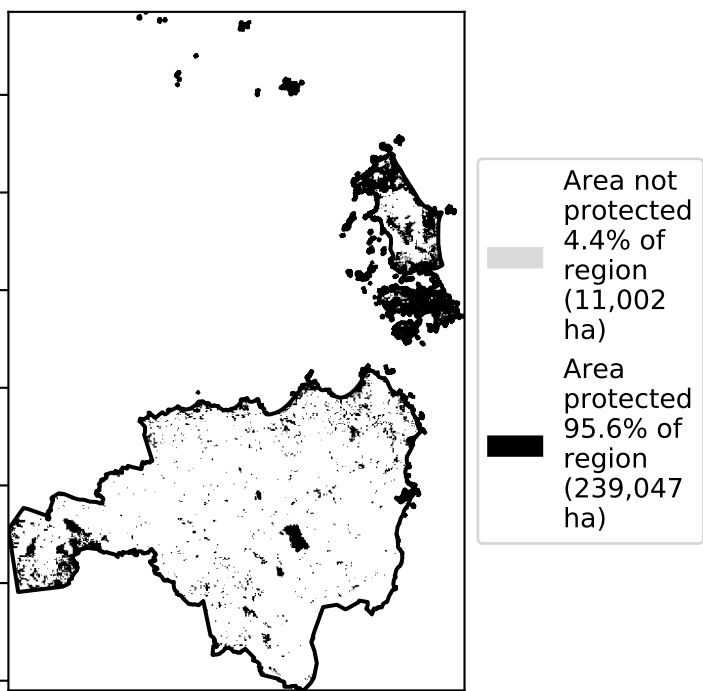 Area not
protected
4.4% of
region
(11,002
ha)
Area
protected
95.6% of
region
(239,047
ha)